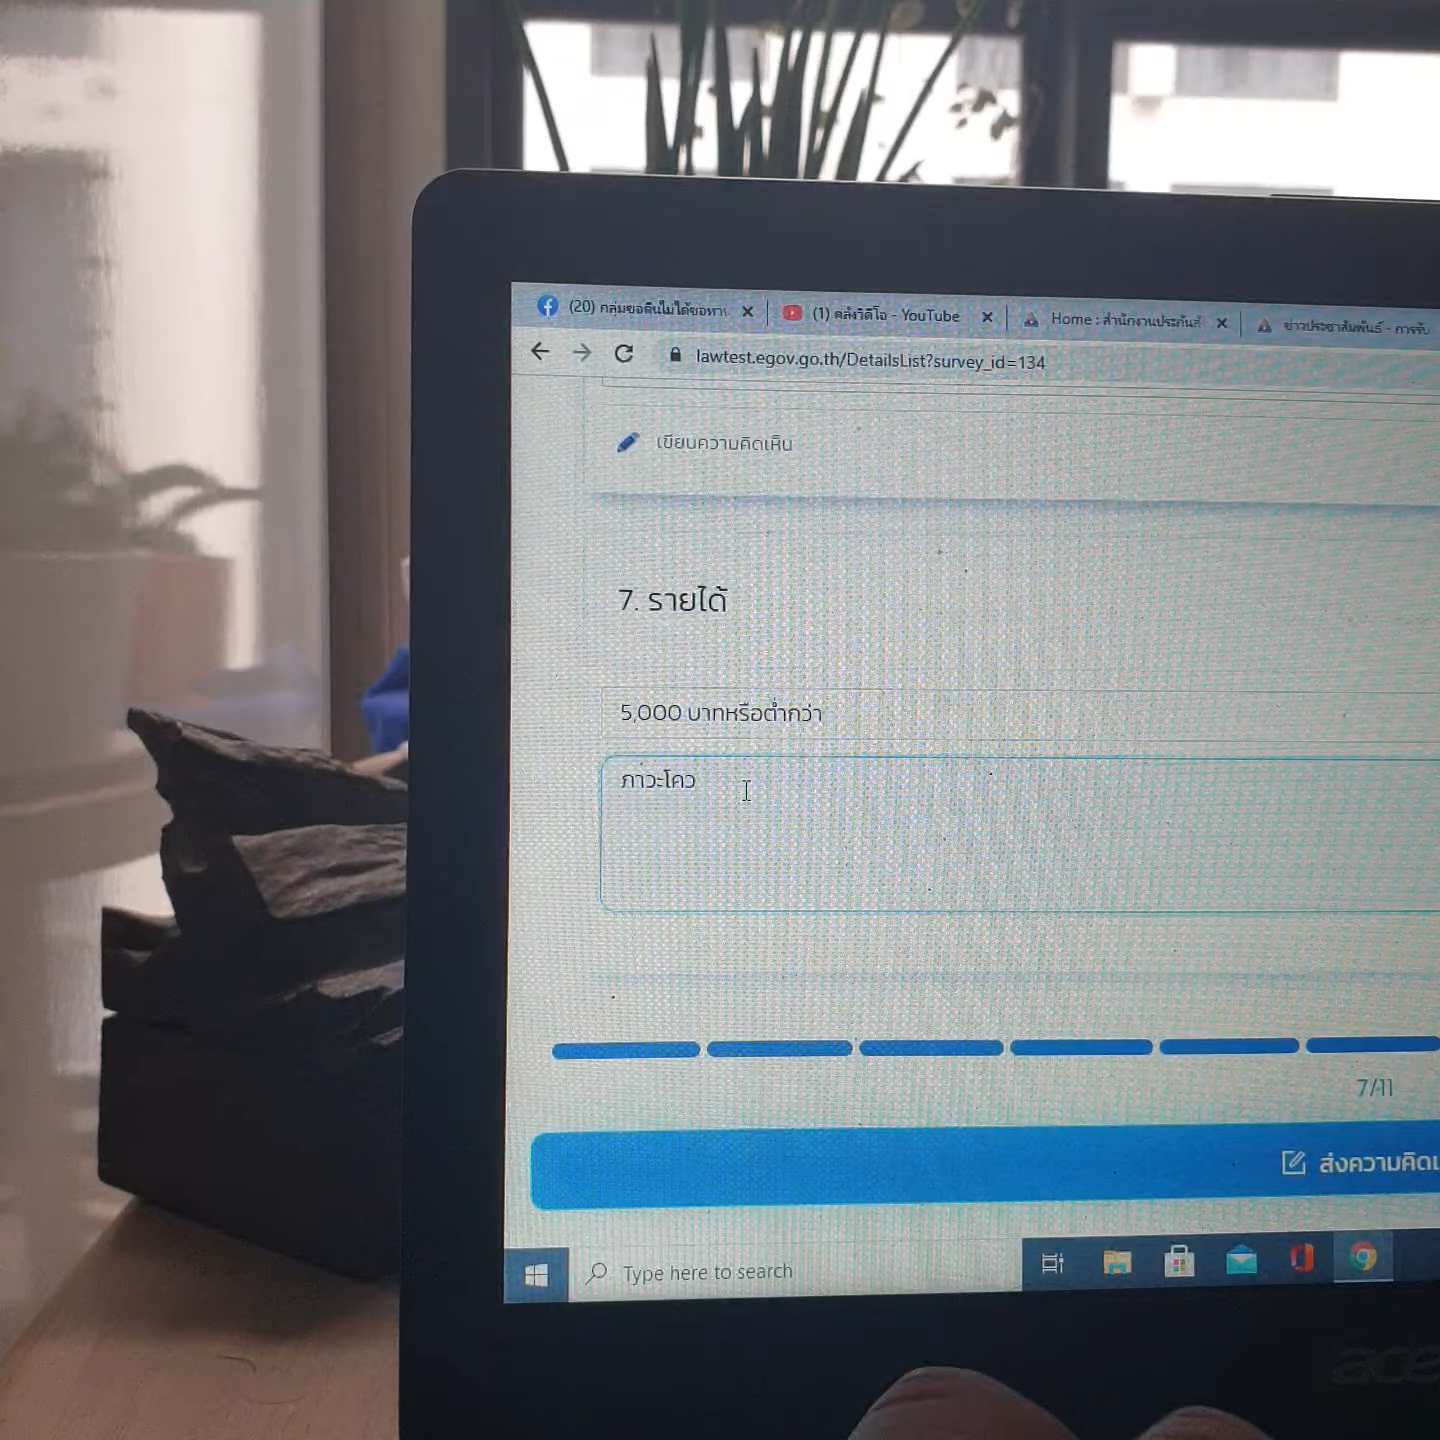 (20) กลุ่มขอคืนไม่ได้ขอทาน
(1) คลังวิดีโอ - YouTube
Home : สำนักงานประกันสั
ข่าวประชาสัมพันธ์ - การรับ
lawtest.egov.go.th/DetailsList?survey_id=134
เขียนความคิดเห็น
7. รายได้
5,000 บาทหรือต่ำกว่า
ภาวะโคว
7/11
ส่งความคิดเ
Type here to search
ace